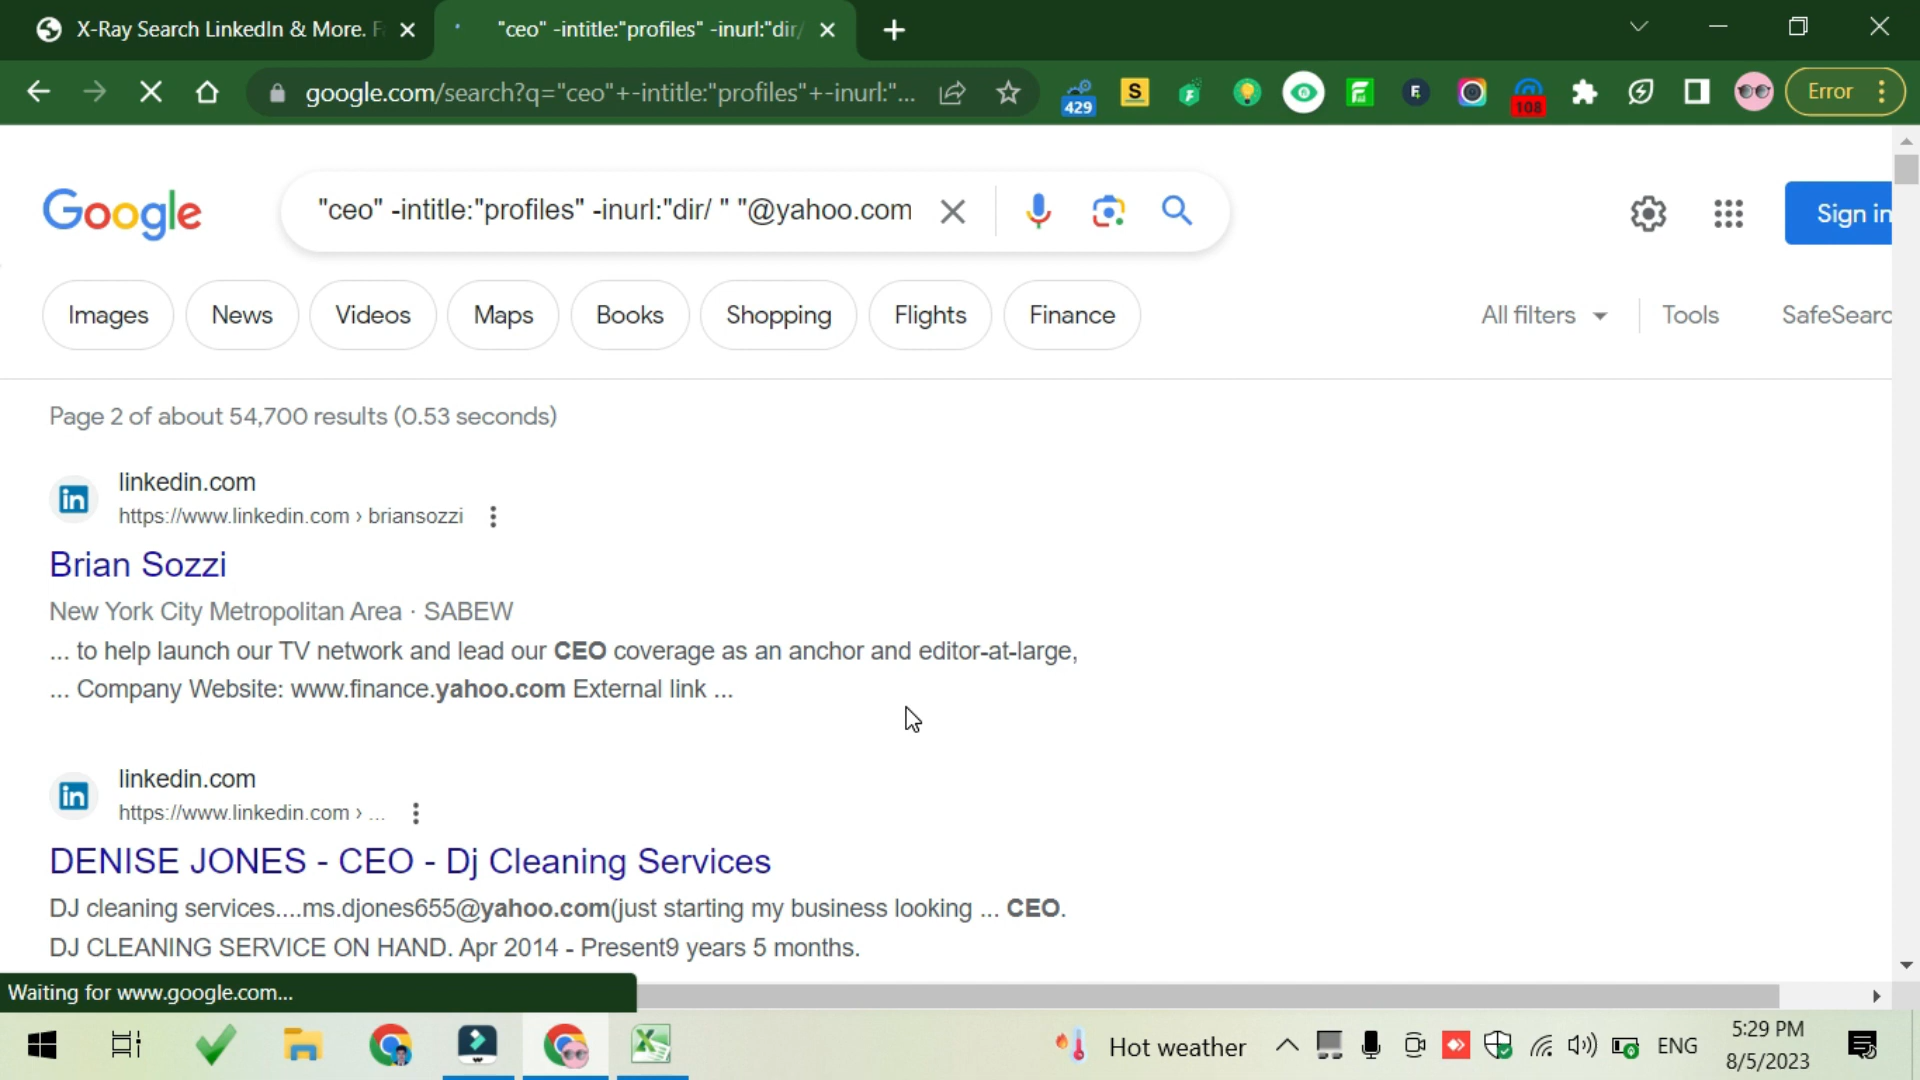 X-Ray Search LinkedIn & More. F
"ceo" -intitle:"profiles" -inurl:"dir/
google.com/search?q="ceo"+-intitle:"profiles"+-inurl:"...
429
S
F
108
Error
Google
"ceo" -intitle:"profiles" -inurl:"dir/ " "@yahoo.com
Sign in
Images
News
Videos
Maps
Books
Shopping
Flights
Finance
All filters
Tools
SafeSearc
Page 2 of about 54,700 results (0.53 seconds)
in
linkedin.com
https://www.linkedin.com › briansozzi
Brian Sozzi
New York City Metropolitan Area · SABEW
... to help launch our TV network and lead our CEO coverage as an anchor and editor-at-large,
... Company Website: www.finance.yahoo.com External link ...
in
linkedin.com
https://www.linkedin.com › ...
DENISE JONES - CEO - Dj Cleaning Services
DJ cleaning services....ms.djones655@yahoo.com(just starting my business looking ... CEO.
DJ CLEANING SERVICE ON HAND. Apr 2014 - Present9 years 5 months.
Waiting for www.google.com...
Hot weather
ENG
5:29 PM
8/5/2023